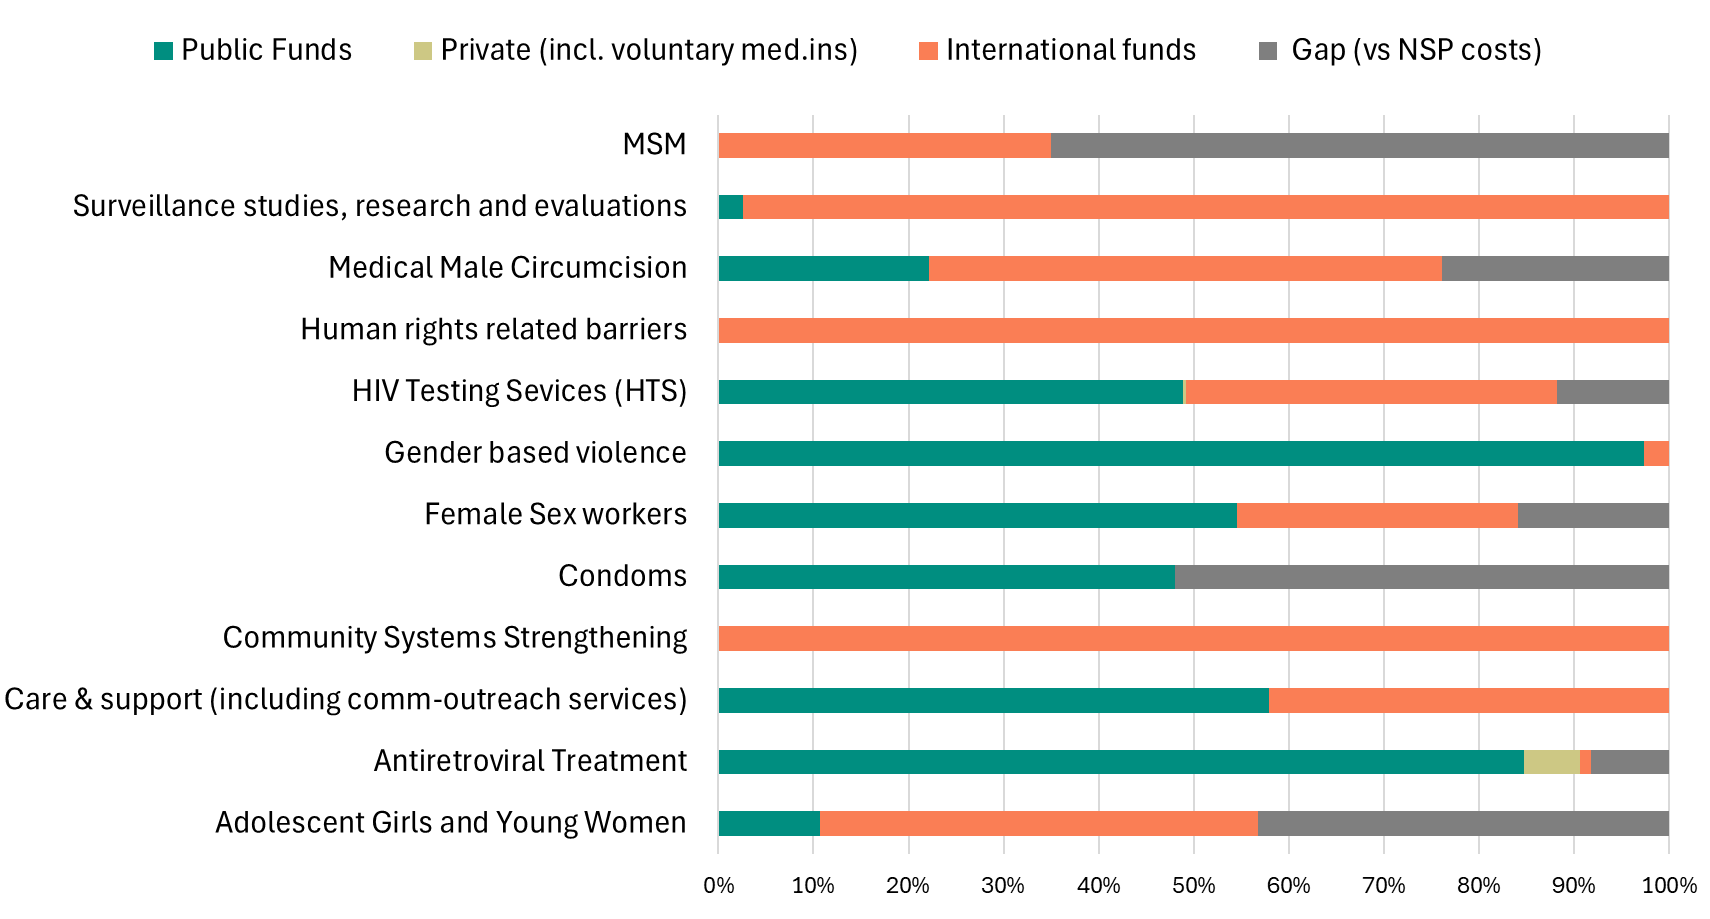 Public Funds Private (incl. voluntary med.ins) International funds Gap (vs NSP costs)
MSM
Surveillance studies, research and evaluations
Medical Male Circumcision
Human rights related barriers
HIV Testing Sevices (HTS)
Gender based violence
Female Sex workers
Condoms
Community Systems Strengthening
Care & support (including comm-outreach services)
Antiretroviral Treatment
Adolescent Girls and Young Women
0% 10% 20% 30% 40% 50% 60% 70% 80% 90% 100%